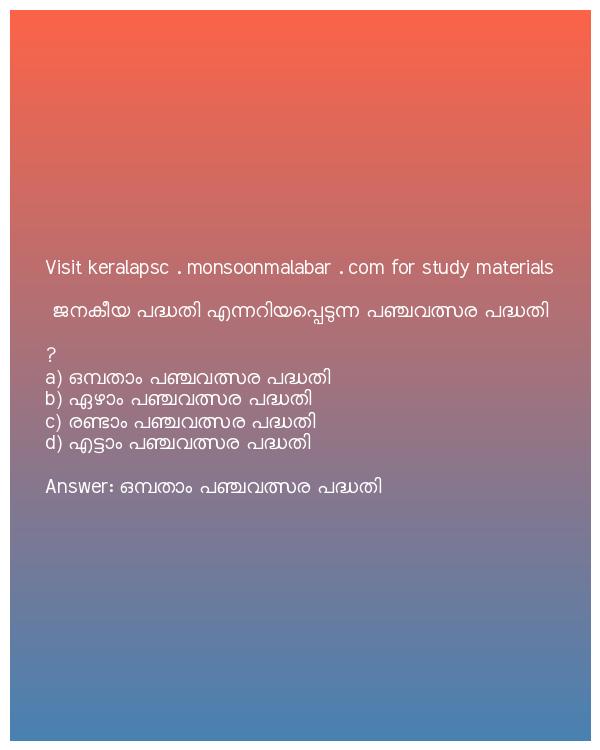 Visit keralapsc . monsoonmalabar . com for study materials
ജനകീയ പദ്ധതി എന്നറിയപ്പെടുന്ന പഞ്ചവത്സര പദ്ധതി
?
a) ഒമ്പതാം പഞ്ചവത്സര പദ്ധതി
b) ഏഴാം പഞ്ചവത്സര പദ്ധതി
c) രണ്ടാം പഞ്ചവത്സര പദ്ധതി
d) എട്ടാം പഞ്ചവത്സര പദ്ധതി
Answer: ഒമ്പതാം പഞ്ചവത്സര പദ്ധതി